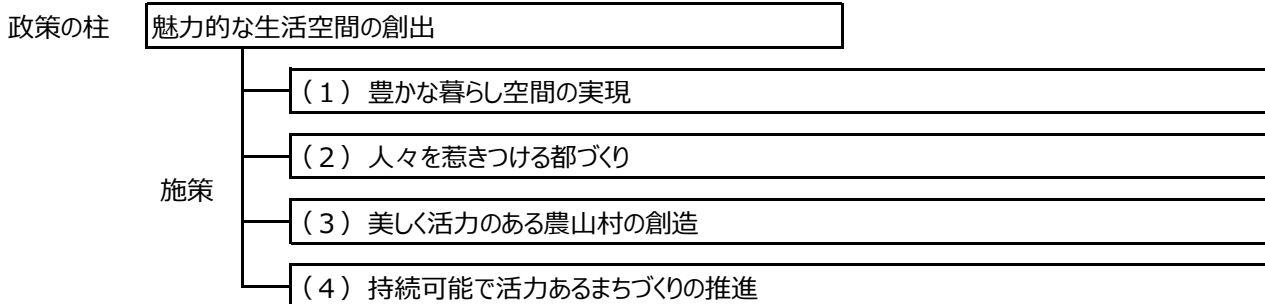 政策の柱 魅力的な生活空間の創出
（１）豊かな暮らし空間の実現
（２）人々を惹きつける都づくり
施策
（３）美しく活力のある農山村の創造
（４）持続可能で活力あるまちづくりの推進